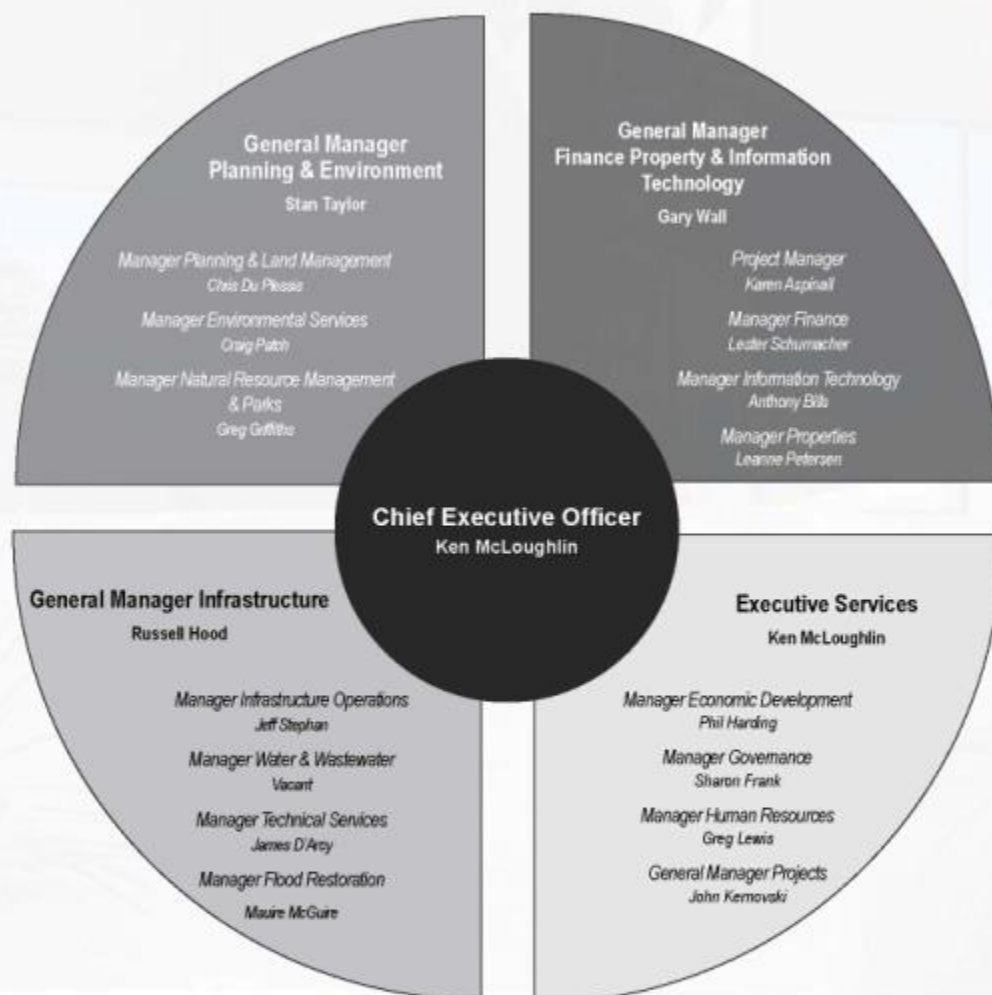 General Manager
Planning & Environment
Stan Taylor
Manager Planning & Land Management
Chris Du Plessis
Manager Environmental Services
Craig Patch
Manager Natural Resource Management
& Parks
Greg Griffiths
General Manager
Finance Property & Information
Technology
Gary Wall
Project Manager
Karen Aspinall
Manager Finance
Lester Schumacher
Manager Information Technology
Anthony Bills
Manager Properties
Leanne Petersen
Chief Executive Officer
Ken McLoughlin
General Manager Infrastructure
Russell Hood
Manager Infrastructure Operations
Jeff Stephan
Manager Water & Wastewater
Vacant
Manager Technical Services
James D'Arcy
Manager Flood Restoration
Mauire McGuire
Executive Services
Ken McLoughlin
Manager Economic Development
Phil Harding
Manager Governance
Sharon Frank
Manager Human Resources
Greg Lewis
General Manager Projects
John Kernovski